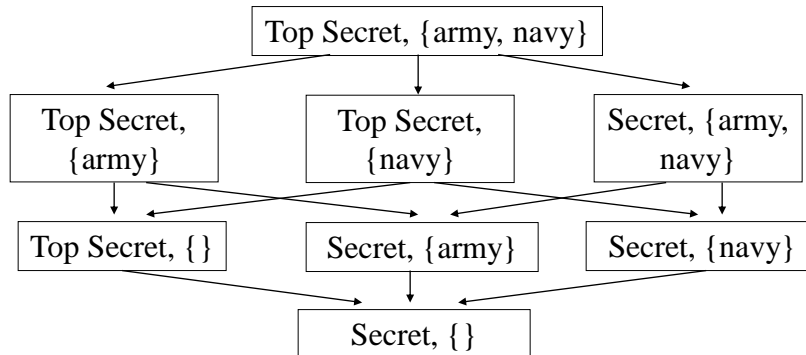 Top Secret, {army, navy}
Top Secret,
{army}
Top Secret,
{navy}
Secret, {army,
navy}
Top Secret, {}
Secret, {army}
Secret, {navy}
Secret, {}